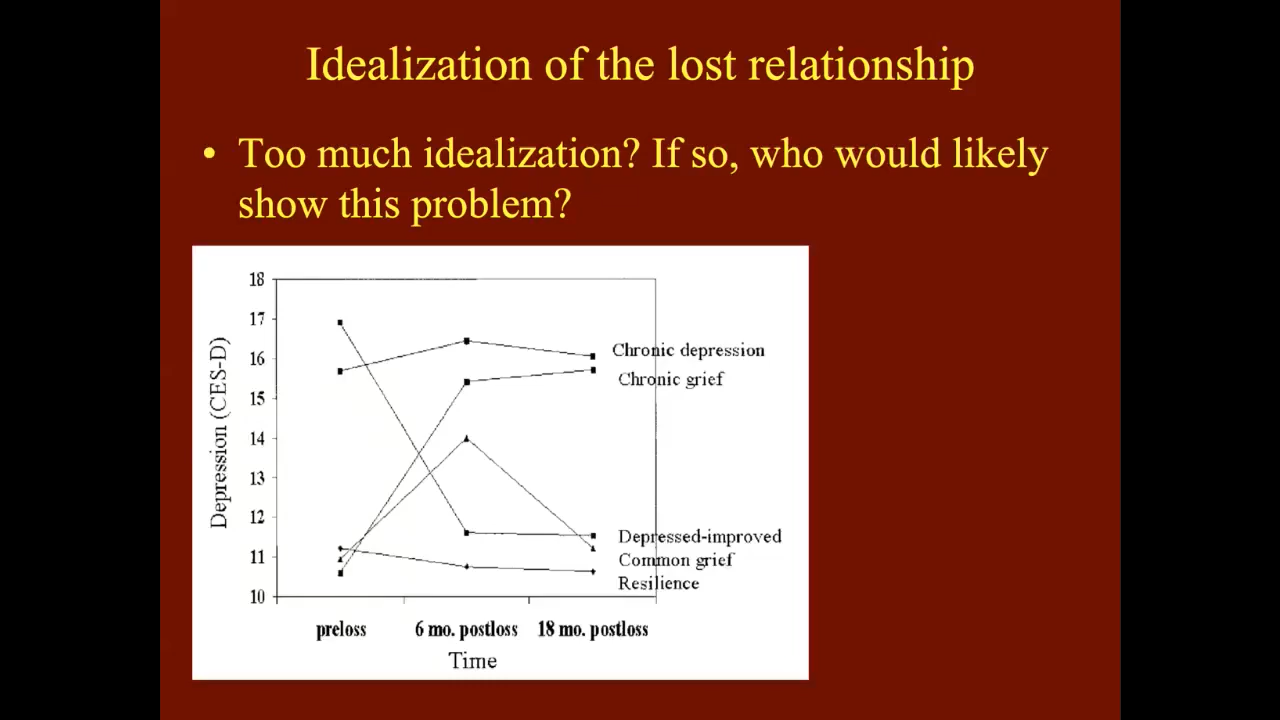 Idealization of the lost relationship
• Too much idealization? If so, who would likely
show this problem?
18
17
16
15
14
13
12
11
10
Depression (CES-D)
Chronic depression
Chronic grief
Depressed-improved
Common grief
Resilience
preloss 6 mo. postloss 18 mo. postloss
Time